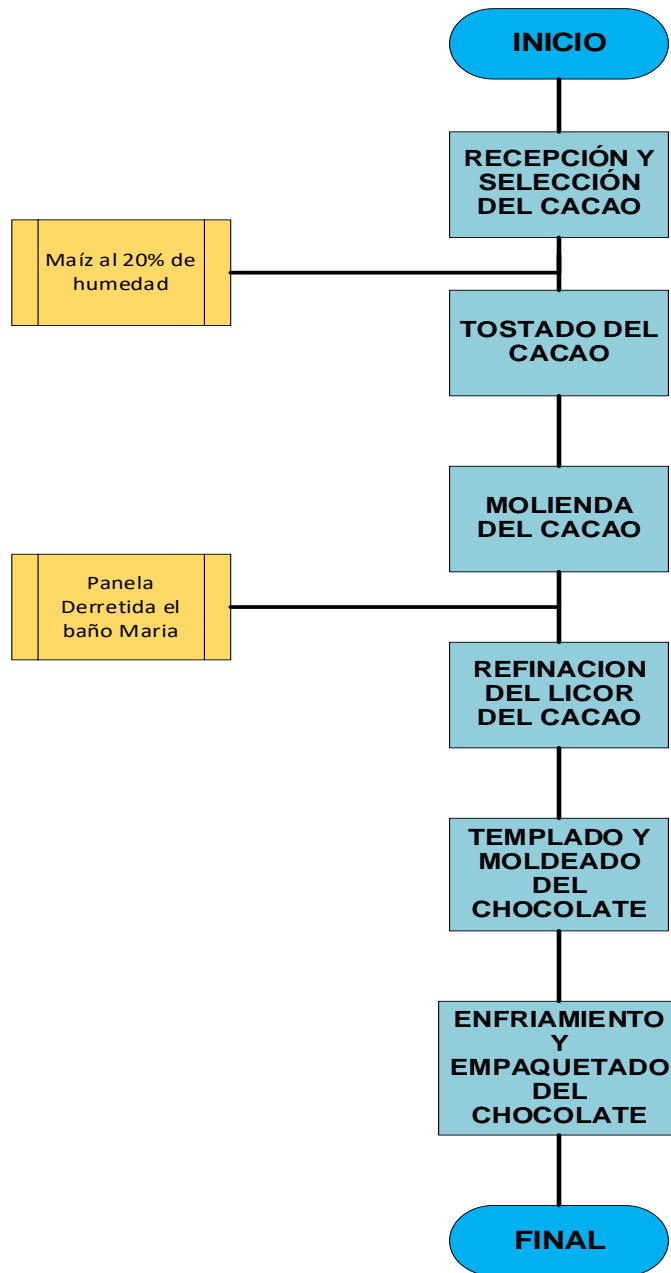 INICIO
RECEPCIÓN Y
SELECCIÓN
DEL CACAO
Maíz al 20% de
humedad
TOSTADO DEL
CACAO
MOLIENDA
DEL CACAO
Panela
Derretida el
baño Maria
REFINACION
DEL LICOR
DEL CACAO
TEMPLADO Y
MOLDEADO
DEL
CHOCOLATE
ENFRIAMIENTO
Y
EMPAQUETADO
DEL
CHOCOLATE
FINAL